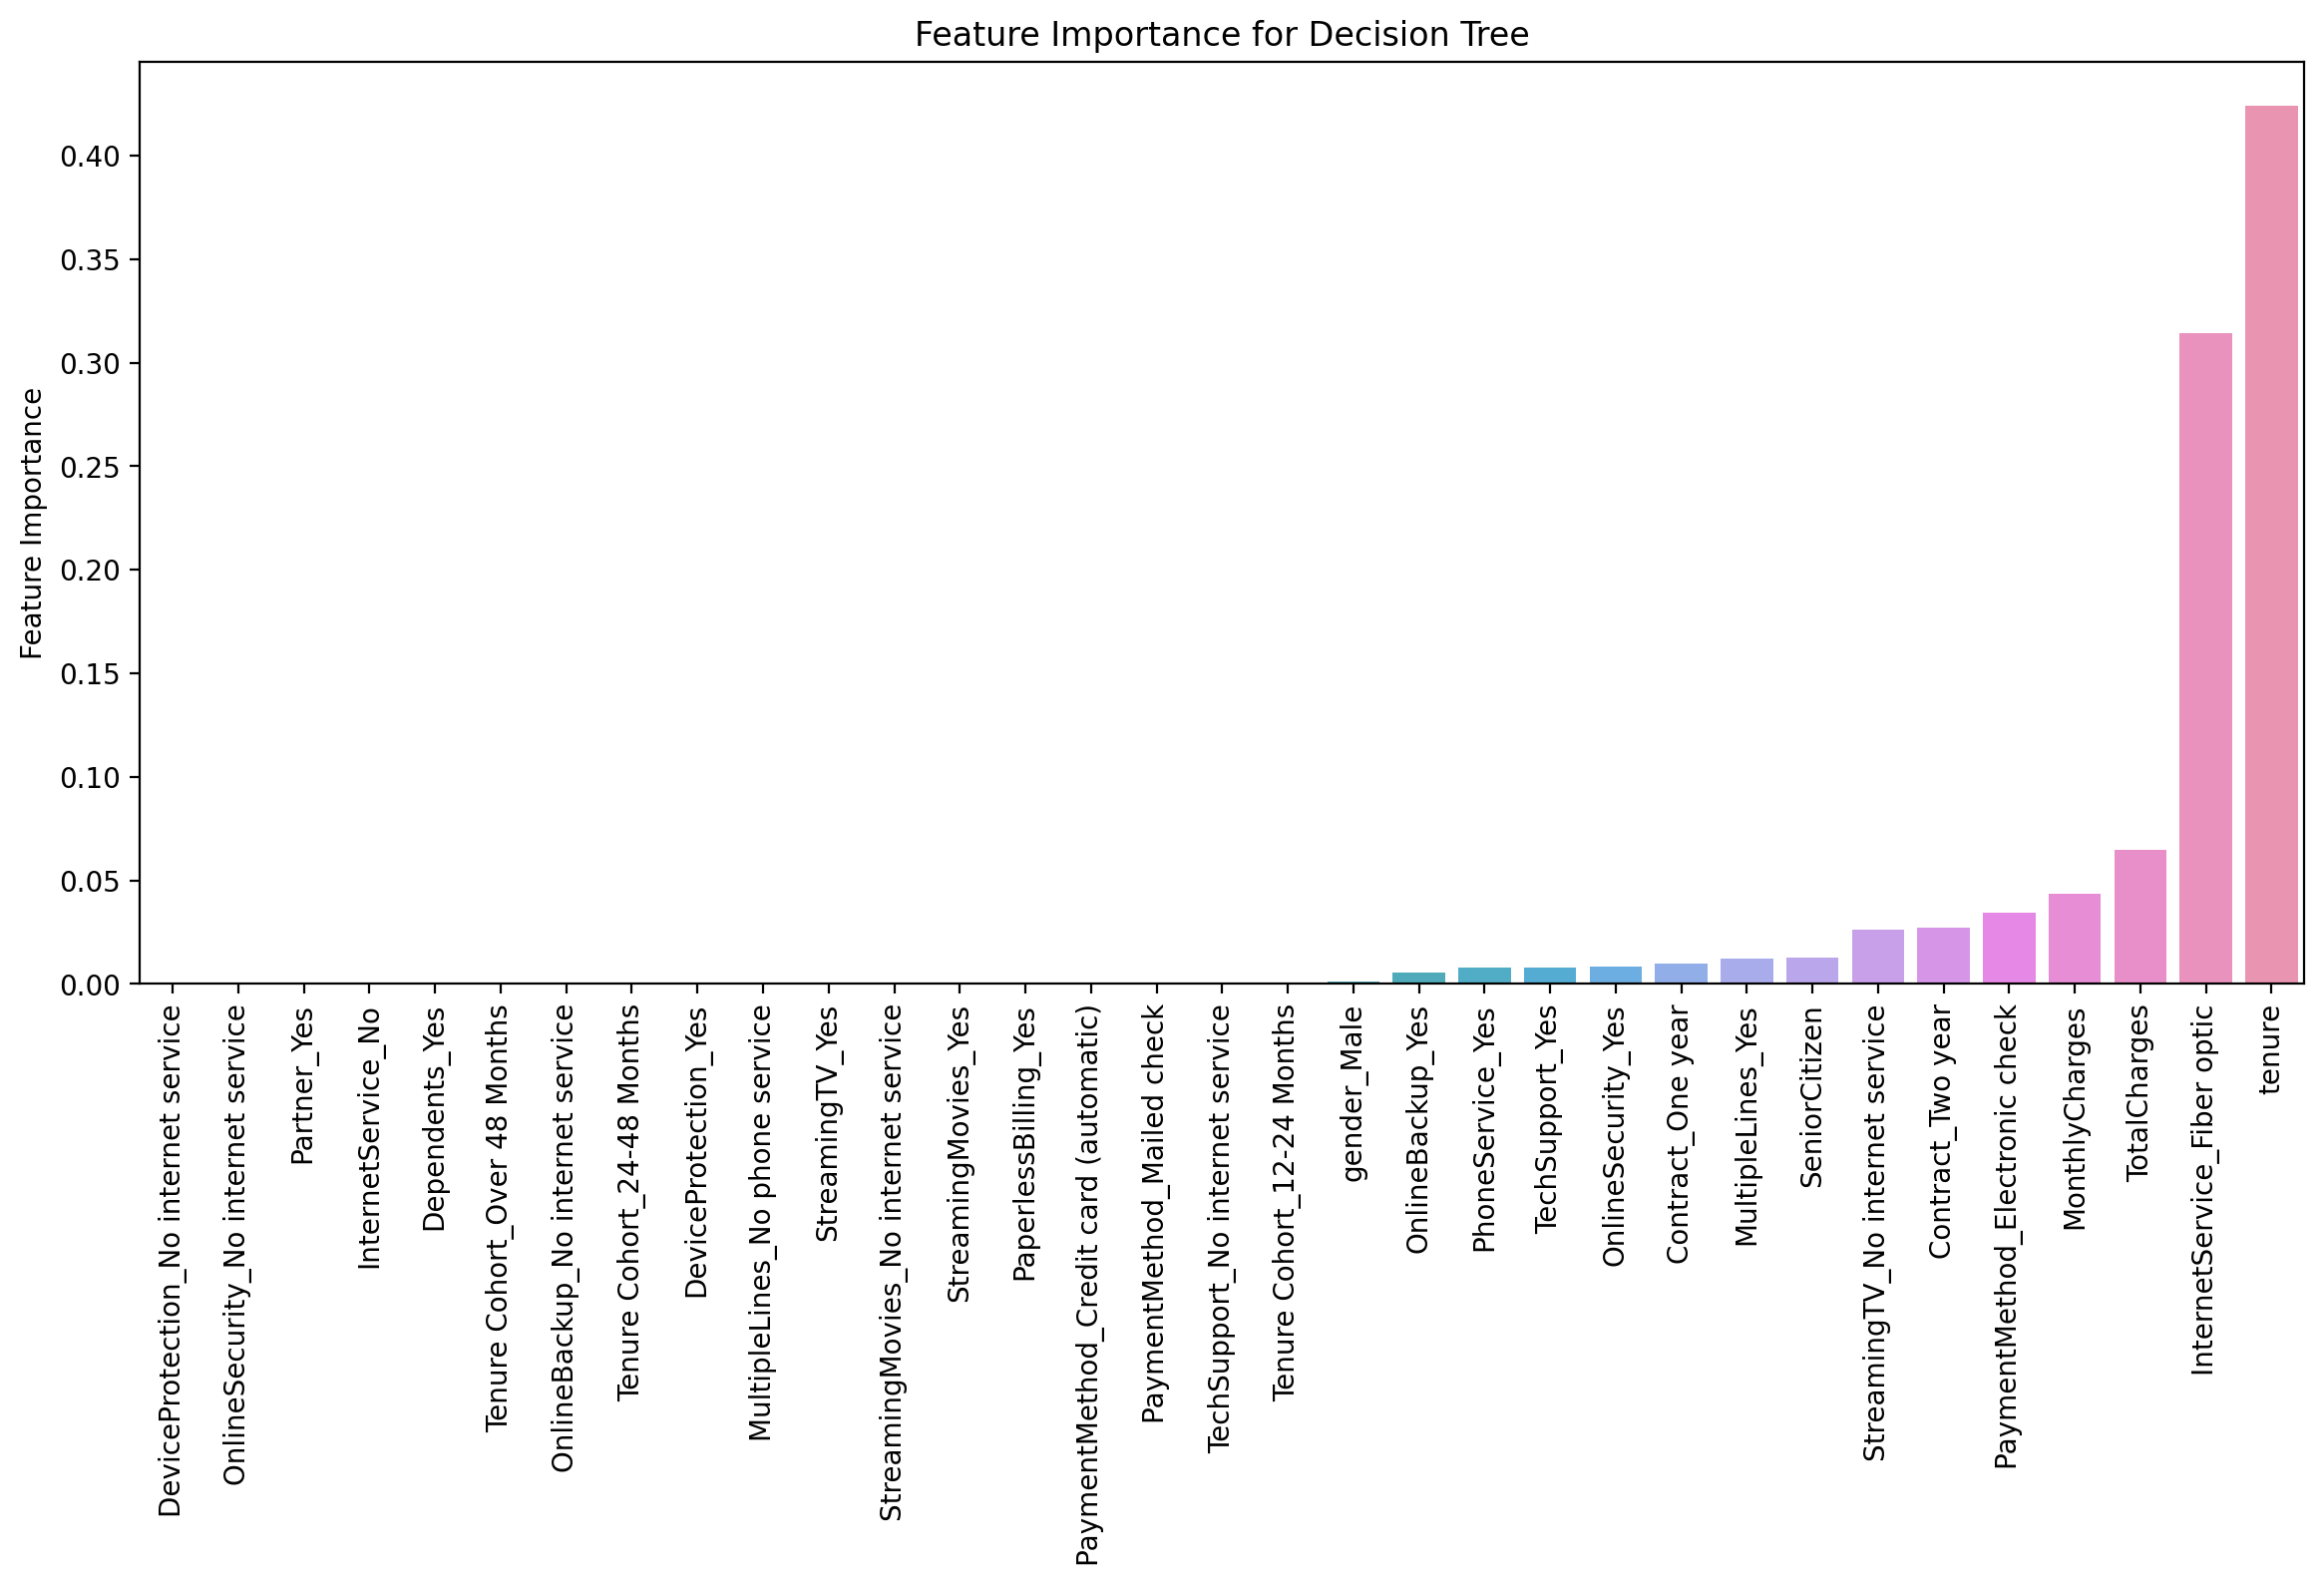 Feature Importance for Decision Tree
Feature Importance
0.40
0.35
0.30
0.25
0.20
0.15
0.10
0.05
0.00
DeviceProtection_No internet service
OnlineSecurity_No internet service
Partner_Yes
InternetService_No
Dependents_Yes
Tenure Cohort_Over 48 Months
OnlineBackup_No internet service
Tenure Cohort_24-48 Months
DeviceProtection_Yes
MultipleLines_No phone service
StreamingTV_Yes
StreamingMovies_No internet service
StreamingMovies_Yes
PaperlessBilling_Yes
PaymentMethod_Credit card (automatic)
PaymentMethod_Mailed check
TechSupport_No internet service
Tenure Cohort_12-24 Months
gender_Male
OnlineBackup_Yes
PhoneService_Yes
TechSupport_Yes
OnlineSecurity_Yes
Contract_One year
MultipleLines_Yes
SeniorCitizen
StreamingTV_No internet service
Contract_Two year
PaymentMethod_Electronic check
MonthlyCharges
TotalCharges
InternetService_Fiber optic
tenure